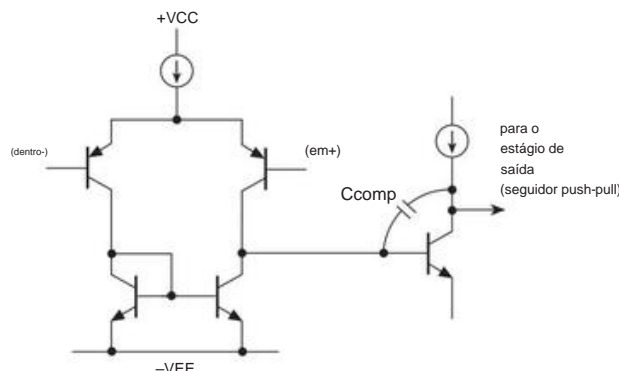 +VCC
(dentro-)
(em+)
Ccomp
para o
estágio de
saída
(seguidor push-pull)
–VEE